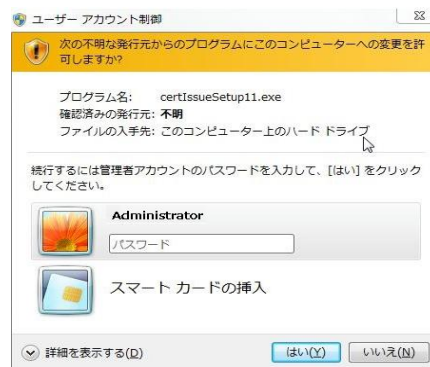 ユーザー アカウント制御
次の不明な発行元からのプログラムにこのコンピューターへの変更を許
可しますか?
プログラム名: certIssueSetup11.exe
確認済みの発行元: 不明
ファイルの入手先: このコンピューター上のハード ドライブ
続行するには管理者アカウントのパスワードを入力して、[はい] をクリック
してください。
Administrator
パスワード
スマート カードの挿入
詳細を表示する(D)
はい(Y)
いいえ(N)